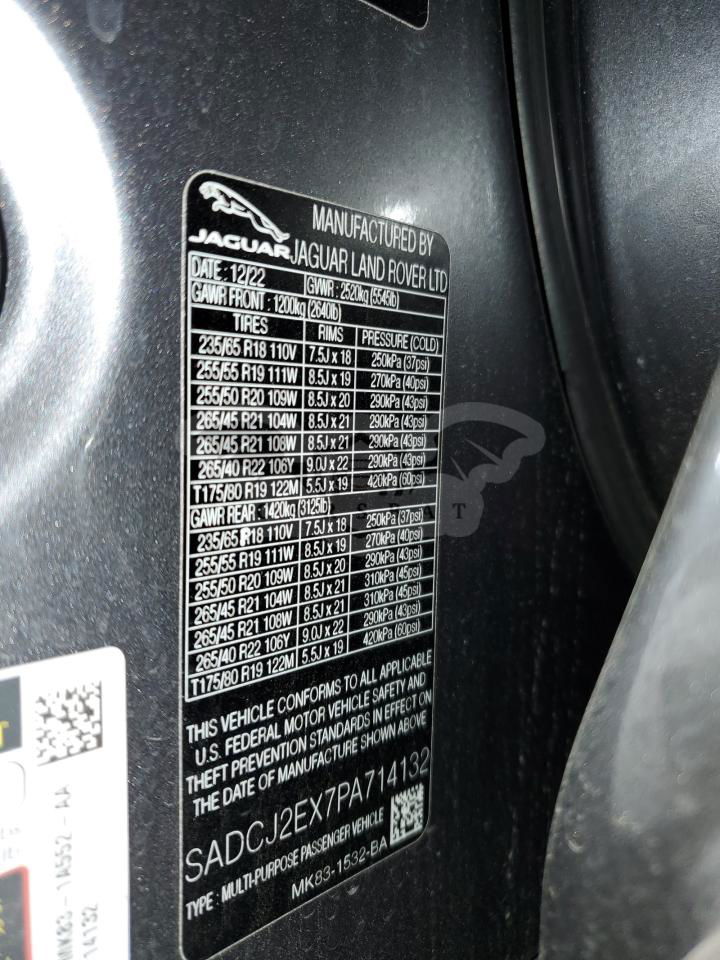 JAGUAR
MANUFACTURED BY
JAGUAR LAND ROVER LTD
DATE : 12/22 GVWR : 2520kg (5545lb)
GAWR FRONT : 1200kg (2640lb)
TIRES RIMS PRESSURE (COLD)
235/65 R18 110V 7.5J x 18 250kPa (37psi)
255/55 R19 111W 8.5J x 19 270kPa (40psi)
255/50 R20 109W 8.5J x 20 290kPa (43psi)
265/45 R21 104W 8.5J x 21 290kPa (43psi)
265/45 R21 108W 8.5J x 21 290kPa (43psi)
265/40 R22 106Y 9.0J x 22 290kPa (43psi)
T175/80 R19 122M 5.5J x 19 420kPa (60psi)
GAWR REAR : 1420kg (3125lb)
235/65 R18 110V 7.5J x 18 250kPa (37psi)
255/55 R19 111W 8.5J x 19 270kPa (40psi)
255/50 R20 109W 8.5J x 20 290kPa (43psi)
265/45 R21 104W 8.5J x 21 310kPa (45psi)
265/45 R21 108W 8.5J x 21 310kPa (45psi)
265/40 R22 106Y 9.0J x 22 290kPa (43psi)
T175/80 R19 122M 5.5J x 19 420kPa (60psi)
THIS VEHICLE CONFORMS TO ALL APPLICABLE
U.S. FEDERAL MOTOR VEHICLE SAFETY AND
THEFT PREVENTION STANDARDS IN EFFECT ON
THE DATE OF MANUFACTURE SHOWN ABOVE
SADCJ2EX7PA714132
TYPE : MULTI-PURPOSE PASSENGER VEHICLE
MK83-1532-BA
MK83-1A552-AA
14132